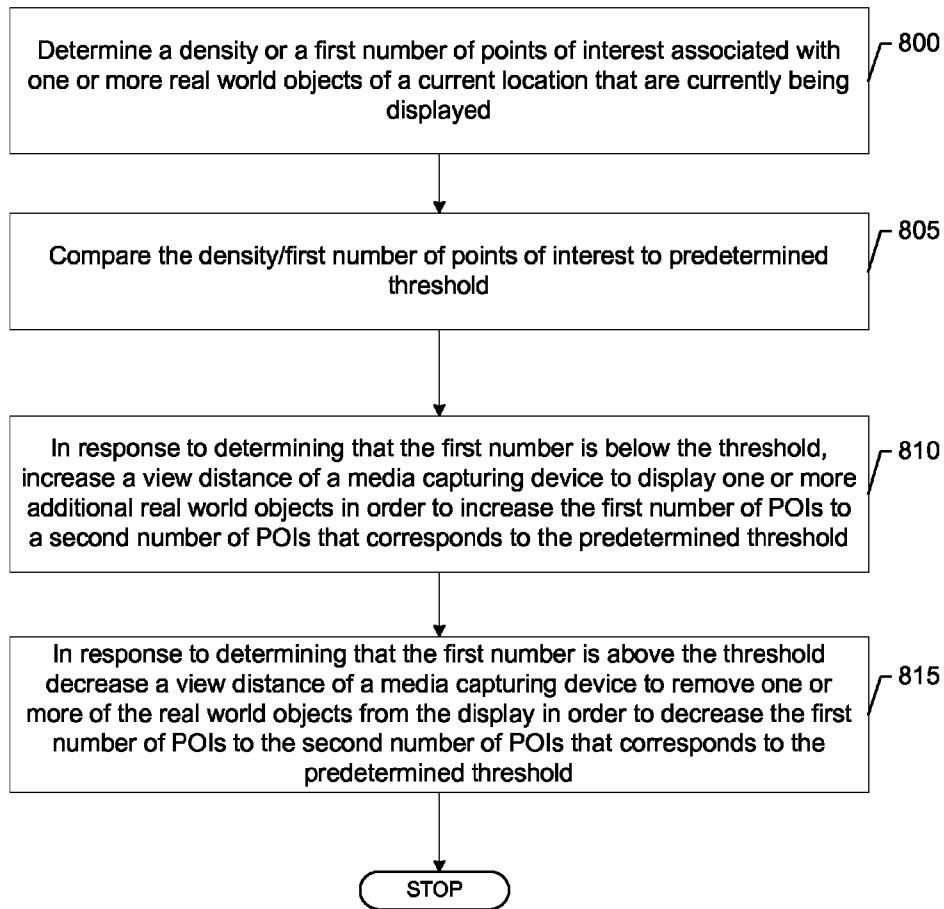 Determine a density or a first number of points of interest associated with
one or more real world objects of a current location that are currently being
displayed
800
Compare the density/first number of points of interest to predetermined
threshold
805
In response to determining that the first number is below the threshold,
increase a view distance of a media capturing device to display one or more
additional real world objects in order to increase the first number of POIs to
a second number of POIs that corresponds to the predetermined threshold
810
In response to determining that the first number is above the threshold
decrease a view distance of a media capturing device to remove one or
more of the real world objects from the display in order to decrease the first
number of POIs to the second number of POIs that corresponds to the
predetermined threshold
815
STOP